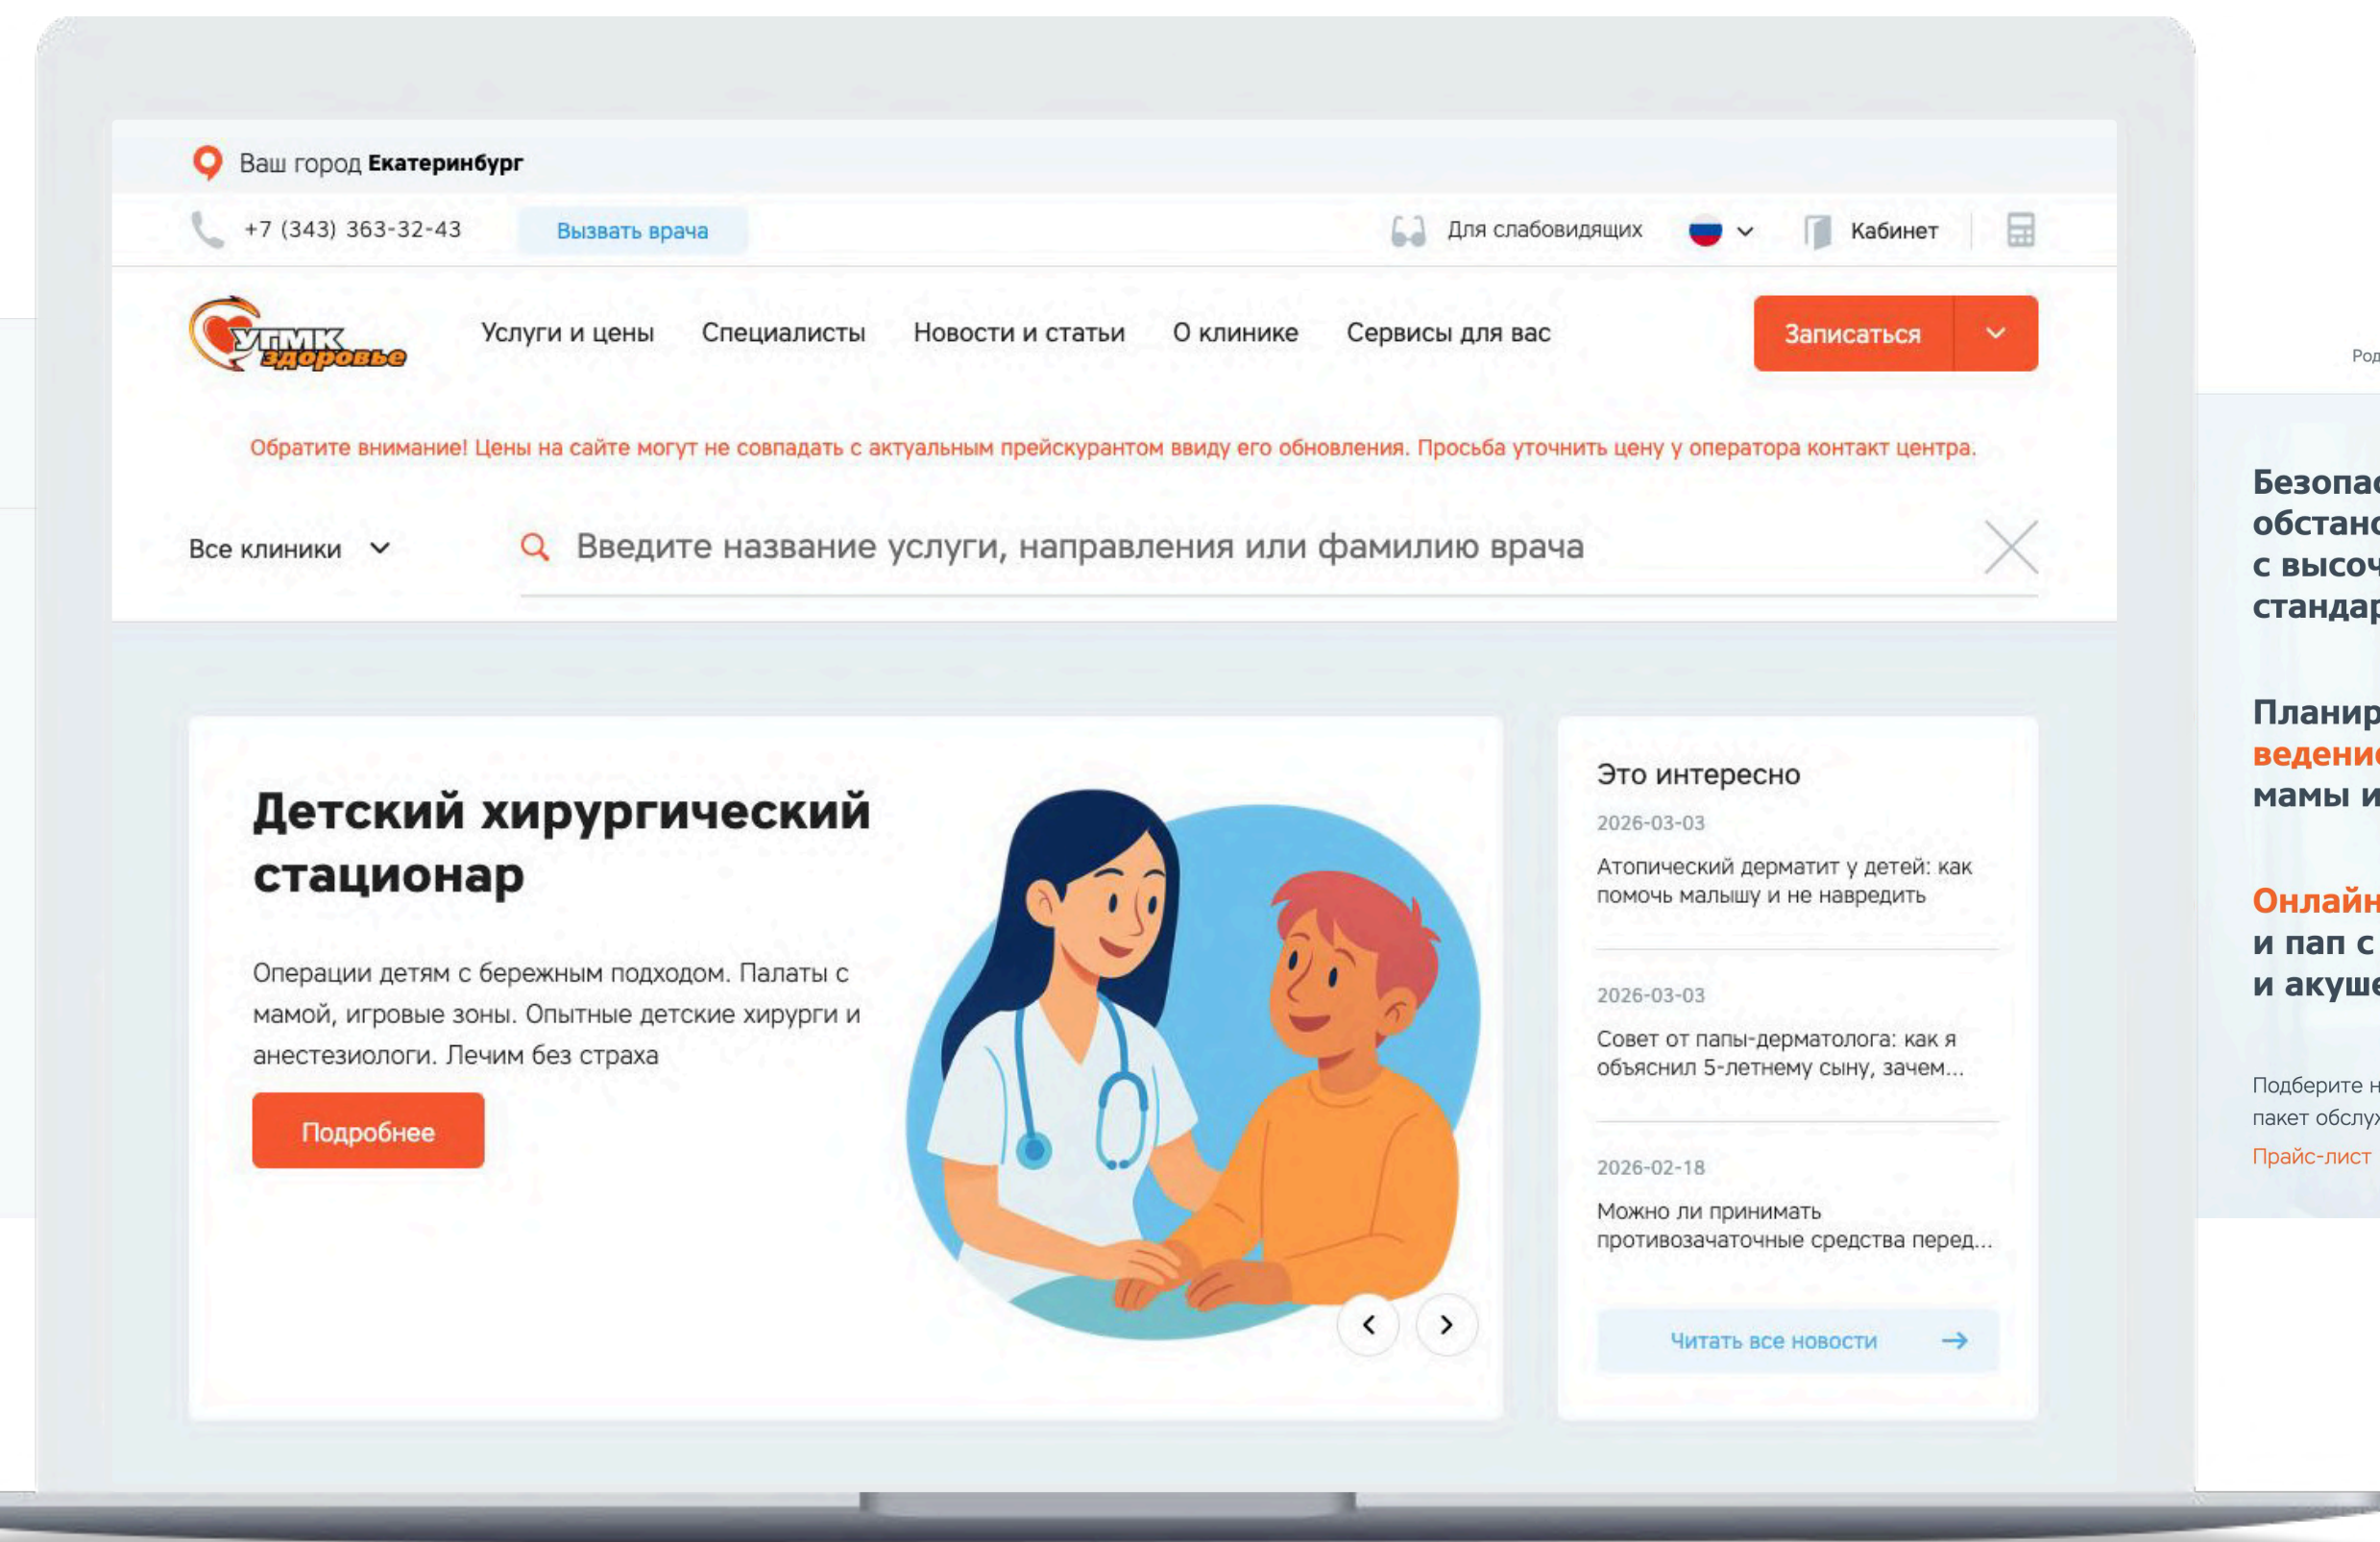 Ваш город Екатеринбург
+7 (343) 363-32-43
Вызвать врача
Для слабовидящих
Кабинет
УГМК
здоровье
Услуги и цены
Специалисты
Новости и статьи
О клинике
Сервисы для вас
Записаться
Обратите внимание! Цены на сайте могут не совпадать с актуальным прейскурантом ввиду его обновления. Просьба уточнить цену у оператора контакт центра.
Все клиники
Введите название услуги, направления или фамилию врача
Детский хирургический
стационар
Операции детям с бережным подходом. Палаты с
мамой, игровые зоны. Опытные детские хирурги и
анестезиологи. Лечим без страха
Подробнее
Это интересно
2026-03-03
Атопический дерматит у детей: как
помочь малышу и не навредить
2026-03-03
Совет от папы-дерматолога: как я
объяснил 5-летнему сыну, зачем...
2026-02-18
Можно ли принимать
противозачаточные средства перед...
Читать все новости
с
мамы и
Онлайн
и пап с
и
Подберите
пакет
Прайс-лист